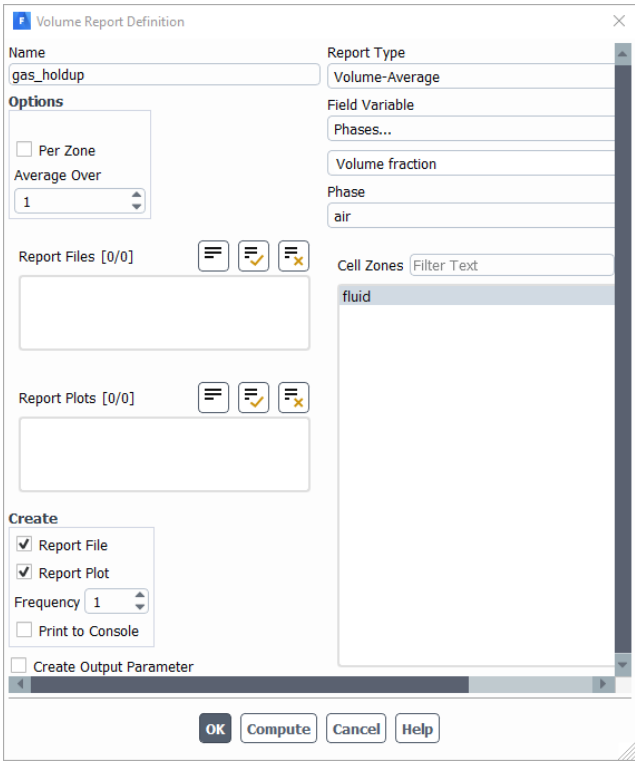 F Volume Report Definition
Name
gas_holdup
Options
Per Zone
Average Over
1
Report Files [0/0]
Report Plots [0/0]
Create
Report File
Report Plot
Frequency 1
Print to Console
Create Output Parameter
Report Type
Volume-Average
Field Variable
Phases...
Volume fraction
Phase
air
Cell Zones Filter Text
fluid
OK Compute Cancel Help